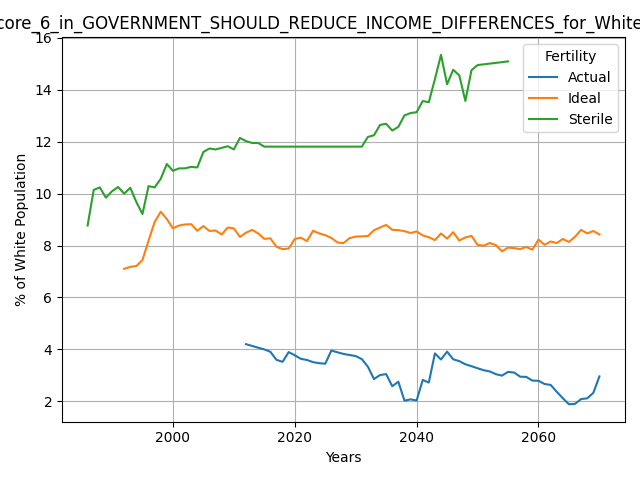 core_6_in_GOVERNMENT_SHOULD_REDUCE_INCOME_DIFFERENCES_for_White
% of White Population
16
14
12
10
8
6
4
2
Fertility
Actual
Ideal
Sterile
2000 2020 2040 2060
Years